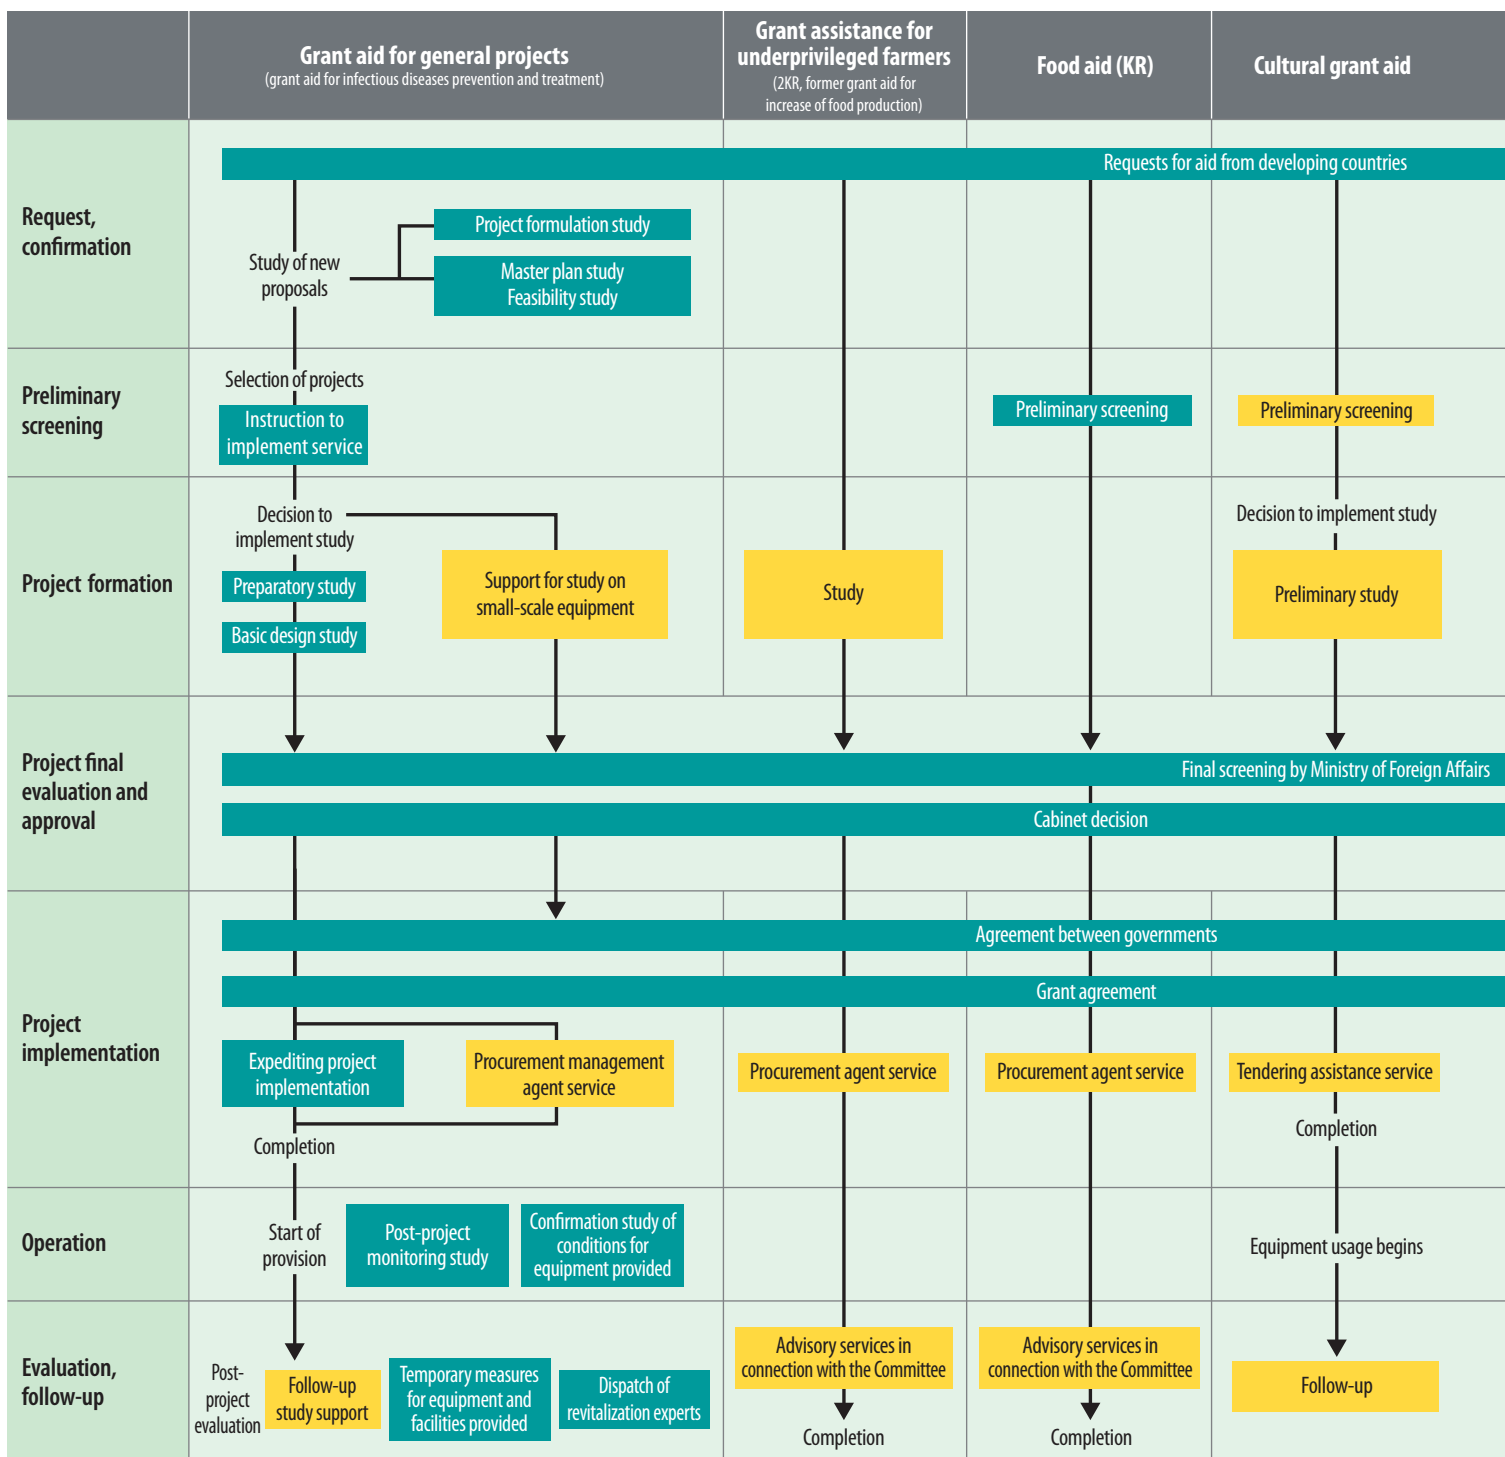 Grant aid for general projects
(grant aid for infectious diseases prevention and treatment)
Grant assistance for
underprivileged farmers
(2KR, former grant aid for
increase of food production)
Food aid (KR)
Cultural grant aid
Request,
confirmation
Requests for aid from developing countries
Study of new
proposals
Project formulation study
Master plan study
Feasibility study
Preliminary
screening
Selection of projects
Instruction to
implement service
Preliminary screening
Preliminary screening
Project formation
Decision to
implement study
Preparatory study
Basic design study
Support for study on
small-scale equipment
Study
Decision to implement study
Preliminary study
Project final
evaluation and
approval
Final screening by Ministry of Foreign Affairs
Cabinet decision
Project
implementation
Agreement between governments
Grant agreement
Expediting project
implementation
Procurement management
agent service
Procurement agent service
Procurement agent service
Tendering assistance service
Completion
Completion
Operation
Start of
provision
Post-project
monitoring study
Confirmation study of
conditions for
equipment provided
Equipment usage begins
Evaluation,
follow-up
Post-
project
evaluation
Follow-up
study support
Temporary measures
for equipment and
facilities provided
Dispatch of
revitalization experts
Advisory services in
connection with the Committee
Completion
Advisory services in
connection with the Committee
Completion
Follow-up